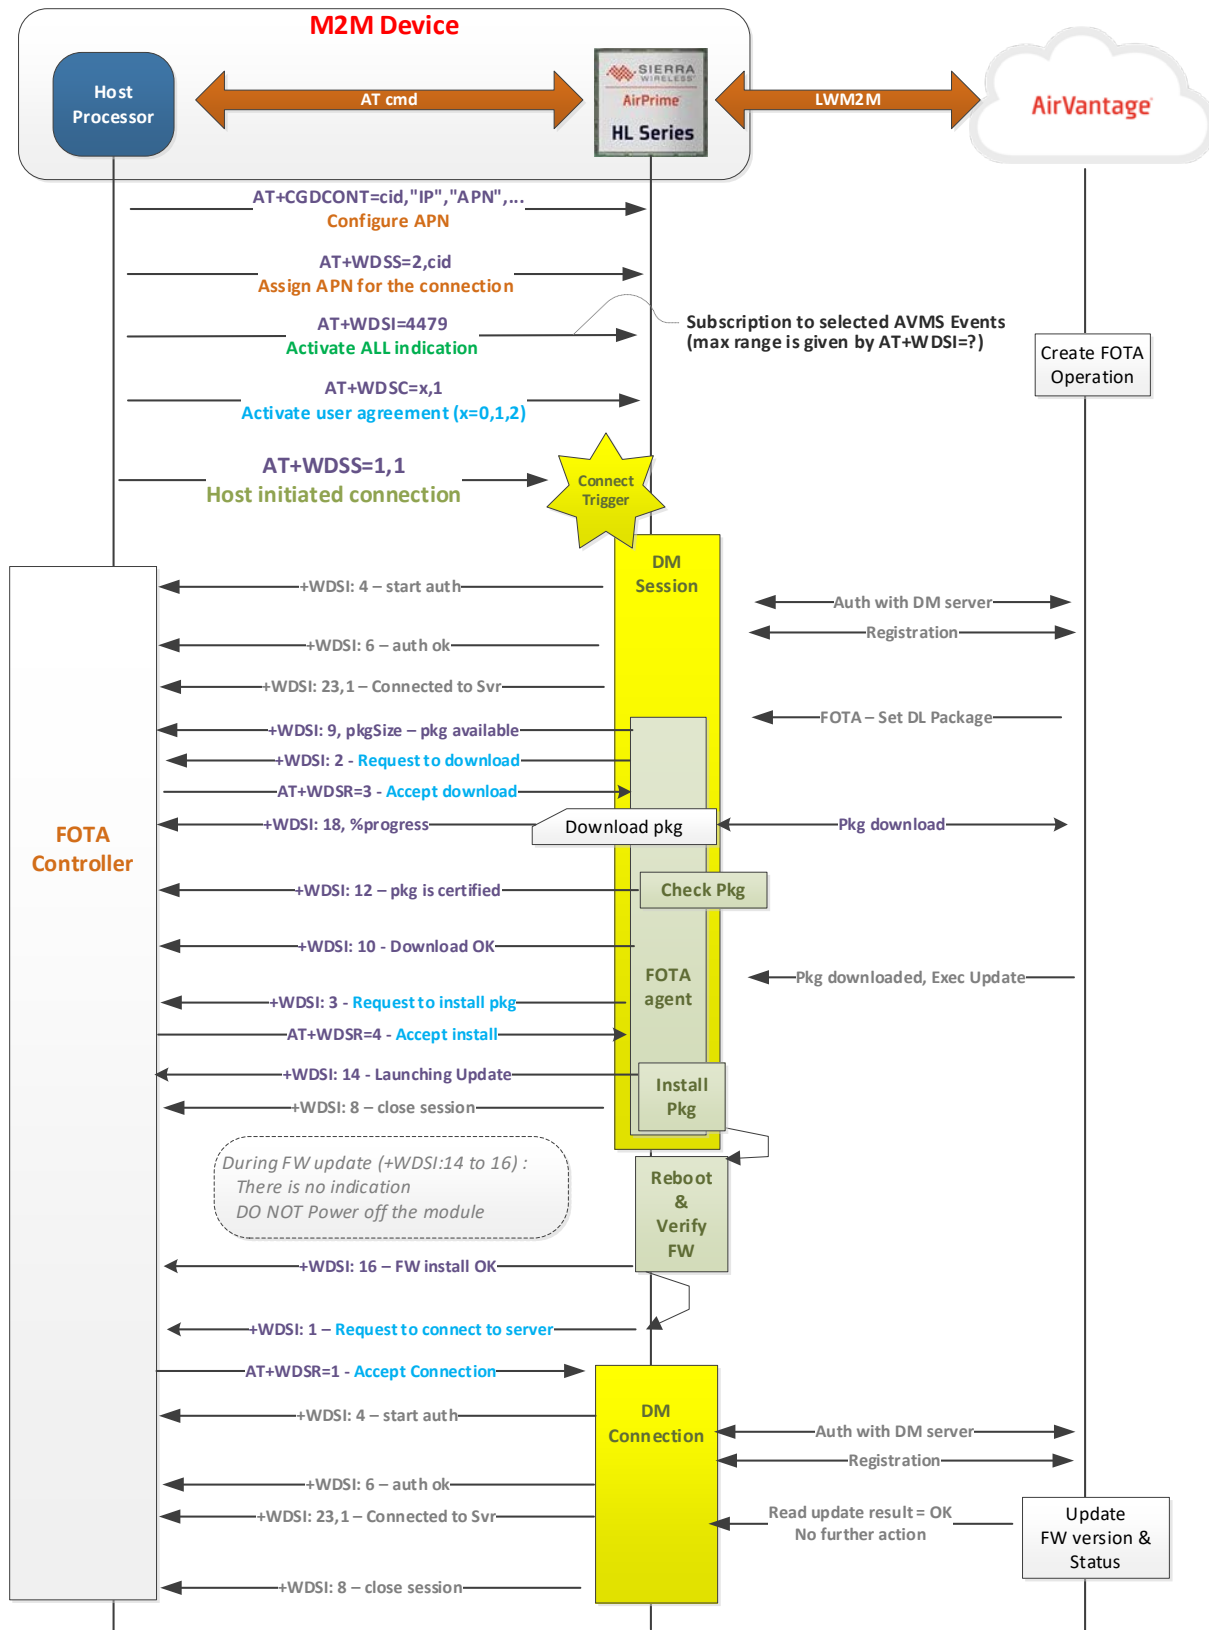 M2M Device
Host
Processor
AT cmd
SIERRA
WIRELESS
AirPrime
HL Series
LWM2M
AirVantage
AT+CGDCONT=cid,"IP","APN",...
Configure APN
AT+WDSS=2,cid
Assign APN for the connection
AT+WDSI=4479
Activate ALL indication
Subscription to selected AVMS Events
(max range is given by AT+WDSI=?)
Create FOTA
Operation
AT+WDSC=x,1
Activate user agreement (x=0,1,2)
AT+WDSS=1,1
Host initiated connection
Connect
Trigger
DM
Session
+WDSI: 4 – start auth
Auth with DM server
Registration
+WDSI: 6 – auth ok
+WDSI: 23,1 – Connected to Svr
FOTA – Set DL Package
+WDSI: 9, pkgSize – pkg available
+WDSI: 2 - Request to download
AT+WDSR=3 - Accept download
+WDSI: 18, %progress
Download pkg
Pkg download
FOTA
Controller
+WDSI: 12 – pkg is certified
Check Pkg
+WDSI: 10 - Download OK
FOTA
agent
Pkg downloaded, Exec Update
+WDSI: 3 - Request to install pkg
AT+WDSR=4 - Accept install
+WDSI: 14 - Launching Update
Install
Pkg
+WDSI: 8 – close session
During FW update (+WDSI:14 to 16) :
There is no indication
DO NOT Power off the module
Reboot
&
Verify
FW
+WDSI: 16 – FW install OK
+WDSI: 1 – Request to connect to server
AT+WDSR=1 - Accept Connection
DM
Connection
+WDSI: 4 – start auth
Auth with DM server
Registration
+WDSI: 6 – auth ok
+WDSI: 23,1 – Connected to Svr
Read update result = OK
No further action
Update
FW version &
Status
+WDSI: 8 – close session